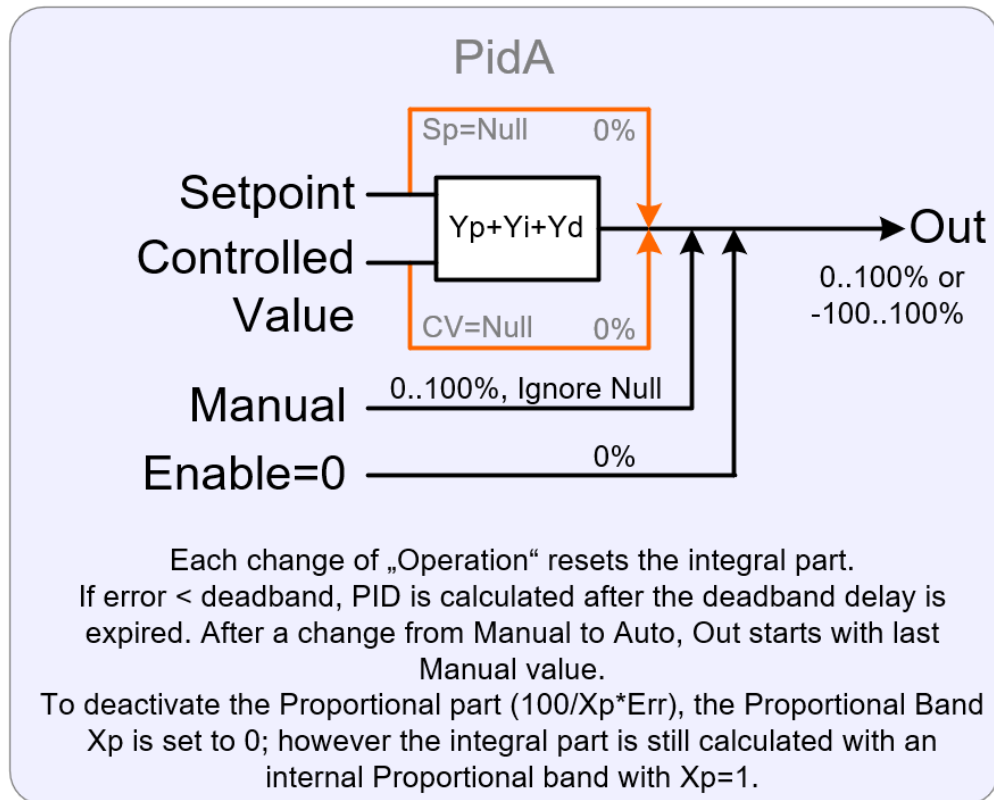 PidA
Sp=Null 0%
Setpoint
Yp+Yi+Yd
Out
Controlled
Value
0..100% or
-100..100%
CV=Null 0%
Manual
0..100%, Ignore Null
Enable=0
0%
Each change of „Operation“ resets the integral part.
If error < deadband, PID is calculated after the deadband delay is
expired. After a change from Manual to Auto, Out starts with last
Manual value.
To deactivate the Proportional part (100/Xp*Err), the Proportional Band
Xp is set to 0; however the integral part is still calculated with an
internal Proportional band with Xp=1.